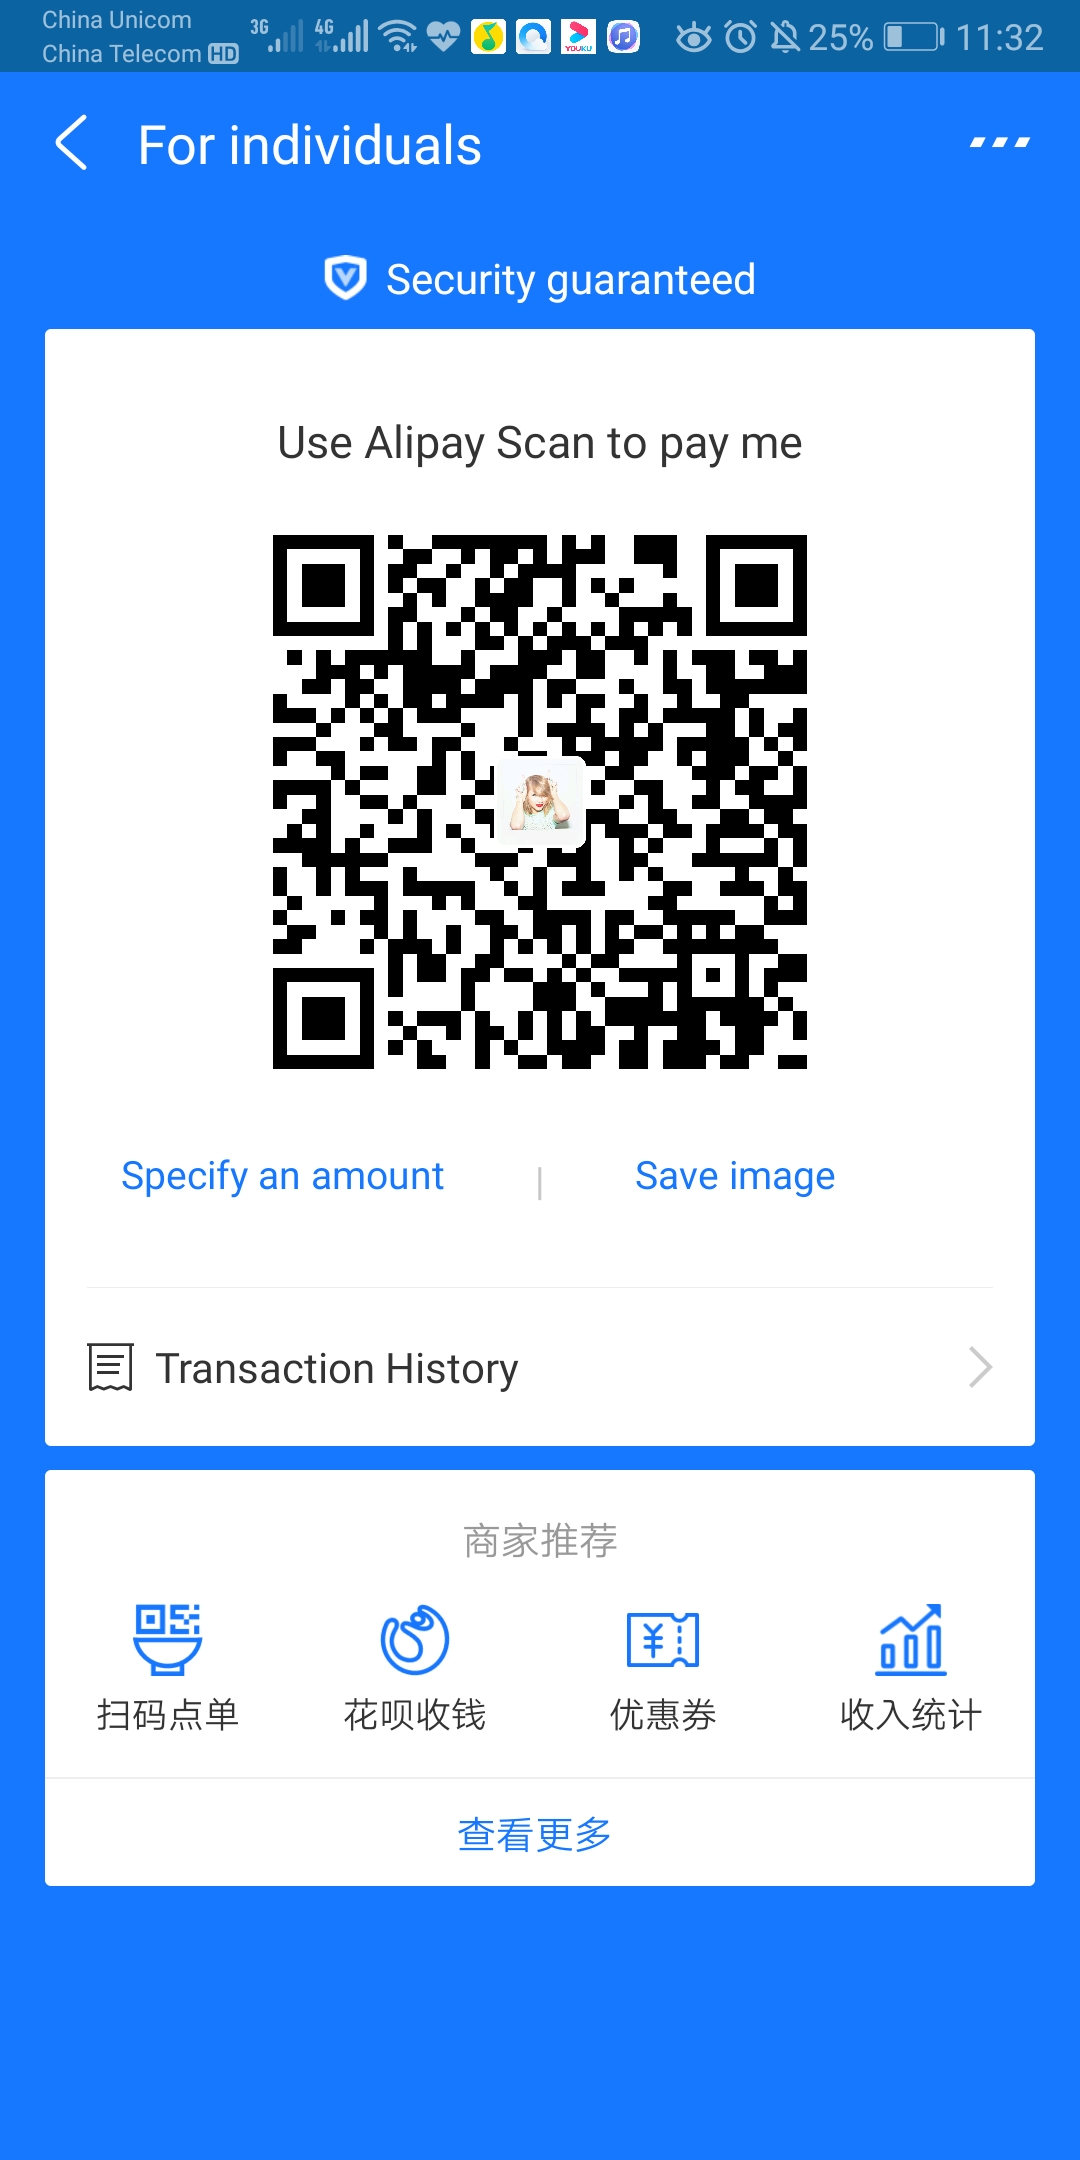 China Unicom
China Telecom HD
3G
4G
YOUKU
25%
11:32
For individuals
Security guaranteed
Use Alipay Scan to pay me
Specify an amount | Save image
Transaction History
商家推荐
扫码点单 花呗收钱 优惠券 收入统计
查看更多